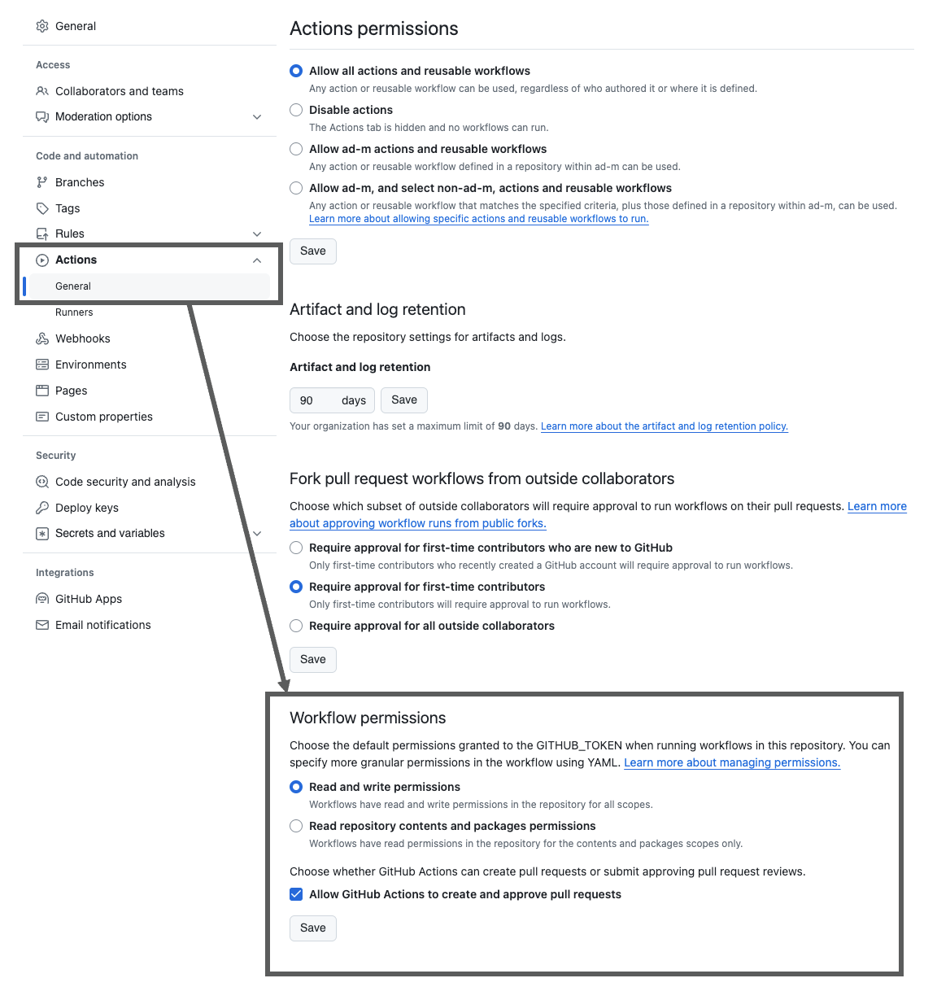 General
Access
Collaborators and teams
Moderation options
Code and automation
Branches
Tags
Rules
Actions
General
Runners
Webhooks
Environments
Pages
Custom properties
Security
Code security and analysis
Deploy keys
Secrets and variables
Integrations
GitHub Apps
Email notifications
Actions permissions
Allow all actions and reusable workflows
Any action or reusable workflow can be used, regardless of who authored it or where it is defined.
Disable actions
The Actions tab is hidden and no workflows can run.
Allow ad-m actions and reusable workflows
Any action or reusable workflow defined in a repository within ad-m can be used.
Allow ad-m, and select non-ad-m, actions and reusable workflows
Any action or reusable workflow that matches the specified criteria, plus those defined in a repository within ad-m, can be used.
Learn more about allowing specific actions and reusable workflows to run.
Save
Artifact and log retention
Choose the repository settings for artifacts and logs.
Artifact and log retention
90 days Save
Your organization has set a maximum limit of 90 days. Learn more about the artifact and log retention policy.
Fork pull request workflows from outside collaborators
Choose which subset of outside collaborators will require approval to run workflows on their pull requests. Learn more
about approving workflow runs from public forks.
Require approval for first-time contributors who are new to GitHub
Only first-time contributors who recently created a GitHub account will require approval to run workflows.
Require approval for first-time contributors
Only first-time contributors will require approval to run workflows.
Require approval for all outside collaborators
Save
Workflow permissions
Choose the default permissions granted to the GITHUB_TOKEN when running workflows in this repository. You can
specify more granular permissions in the workflow using YAML. Learn more about managing permissions.
Read and write permissions
Workflows have read and write permissions in the repository for all scopes.
Read repository contents and packages permissions
Workflows have read permissions in the repository for the contents and packages scopes only.
Choose whether GitHub Actions can create pull requests or submit approving pull request reviews.
Allow GitHub Actions to create and approve pull requests
Save